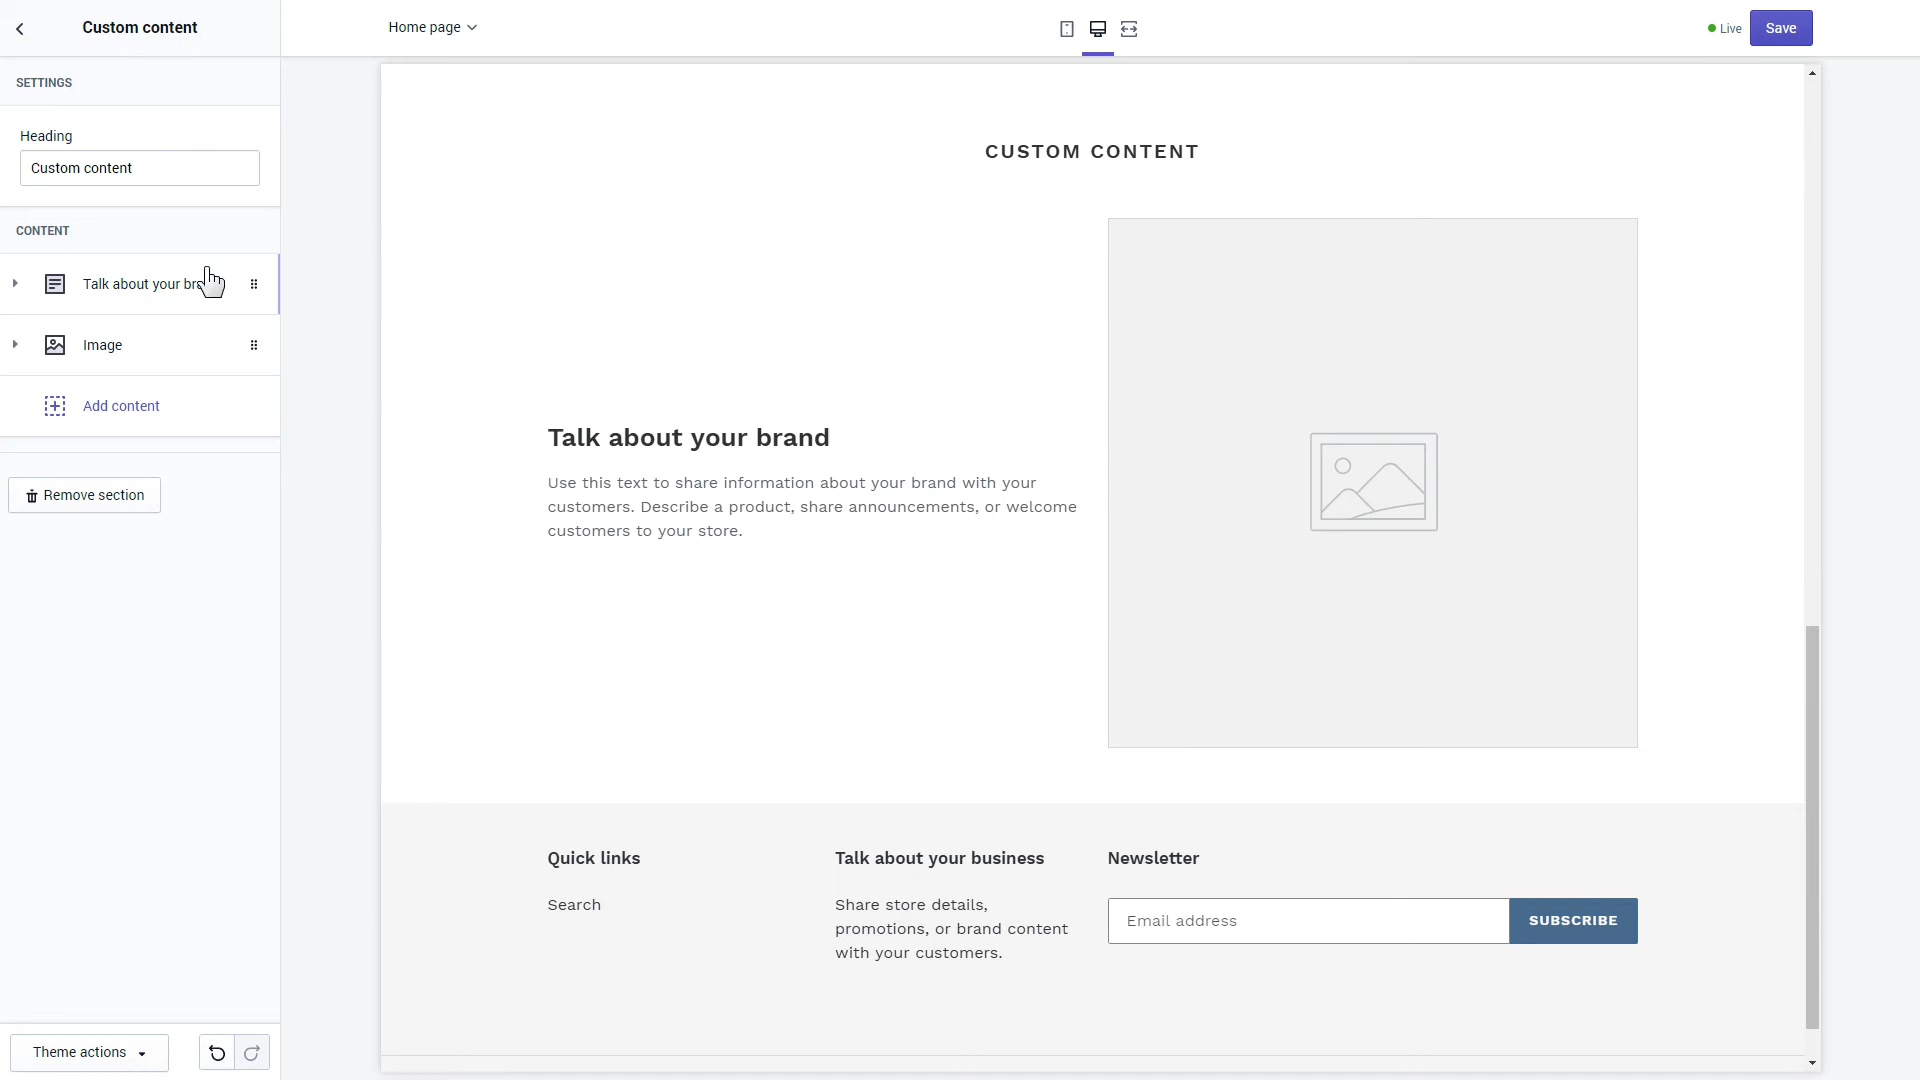 Custom content
Home page
Live
Save
SETTINGS
Heading
Custom content
CONTENT
Talk about your
Image
Add content
Remove section
Theme actions
CUSTOM CONTENT
Talk about your brand
Use this text to share information about your brand with your
customers. Describe a product, share announcements, or welcome
customers to your store.
Quick links
Search
Talk about your business
Share store details,
promotions, or brand content
with your customers.
Newsletter
Email address
SUBSCRIBE